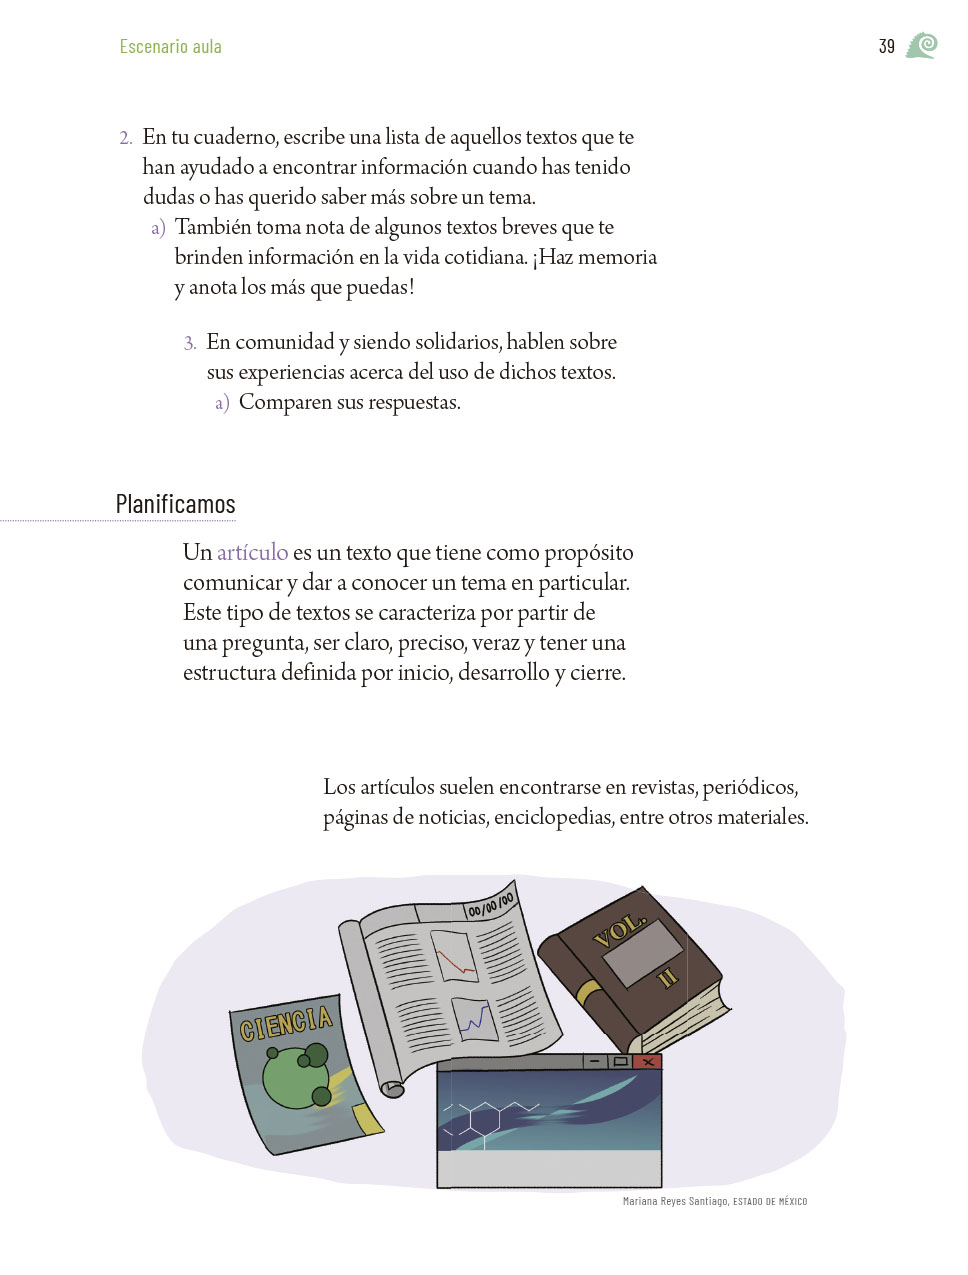 Escenario aula
39
2. En tu cuaderno, escribe una lista de aquellos textos que te
han ayudado a encontrar información cuando has tenido
dudas o has querido saber más sobre un tema.
a) También toma nota de algunos textos breves que te
brinden información en la vida cotidiana. ¡Haz memoria
y anota los más que puedas!
3. En comunidad y siendo solidarios, hablen sobre
sus experiencias acerca del uso de dichos textos.
a) Comparen sus respuestas.
Planificamos
Un artículo es un texto que tiene como propósito
comunicar y dar a conocer un tema en particular.
Este tipo de textos se caracteriza por partir de
una pregunta, ser claro, preciso, veraz y tener una
estructura definida por inicio, desarrollo y cierre.
Los artículos suelen encontrarse en revistas, periódicos,
páginas de noticias, enciclopedias, entre otros materiales.
00/00/00
VOL.
II
CIENCIA
Mariana Reyes Santiago, ESTADO DE MÉXICO